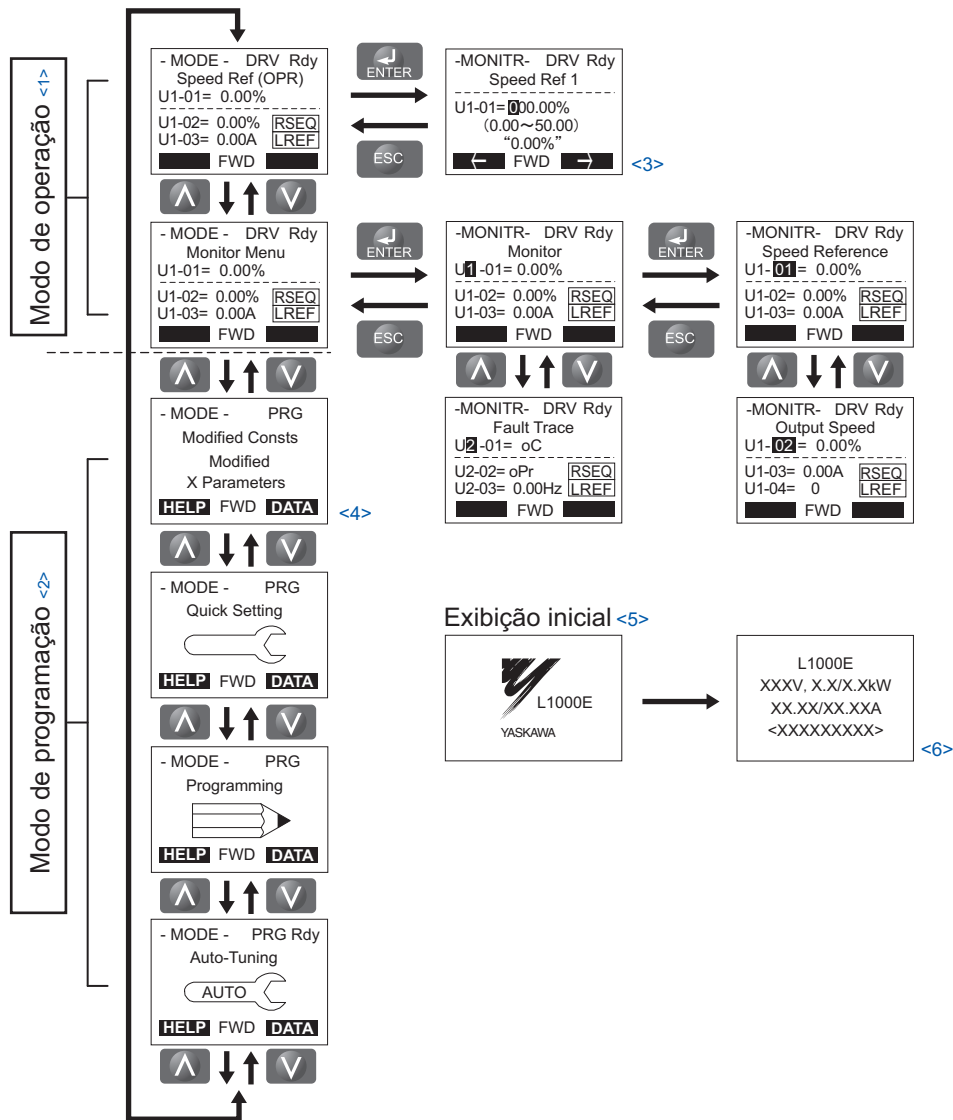 Modo de operação <1>
- MODE - DRV Rdy
Speed Ref (OPR)
U1-01= 0.00%
U1-02= 0.00% RSEQ
U1-03= 0.00A LREF
FWD
ENTER
ESC
-MONITR- DRV Rdy
Speed Ref 1
U1-01= 000.00%
(0.00~50.00)
“0.00%”
← FWD →
<3>
- MODE - DRV Rdy
Monitor Menu
U1-01= 0.00%
U1-02= 0.00% RSEQ
U1-03= 0.00A LREF
FWD
ENTER
ESC
-MONITR- DRV Rdy
Monitor
U1 -01= 0.00%
U1-02= 0.00% RSEQ
U1-03= 0.00A LREF
FWD
ENTER
ESC
-MONITR- DRV Rdy
Speed Reference
U1- 01 = 0.00%
U1-02= 0.00% RSEQ
U1-03= 0.00A LREF
FWD
-MONITR- DRV Rdy
Fault Trace
U2 -01= oC
U2-02= oPr RSEQ
U2-03= 0.00Hz LREF
FWD
-MONITR- DRV Rdy
Output Speed
U1- 02 = 0.00%
U1-03= 0.00A RSEQ
U1-04= 0 LREF
FWD
Modo de programação <2>
- MODE - PRG
Modified Consts
Modified
X Parameters
HELP FWD DATA
<4>
- MODE - PRG
Quick Setting
HELP FWD DATA
- MODE - PRG
Programming
HELP FWD DATA
- MODE - PRG Rdy
Auto-Tuning
AUTO
HELP FWD DATA
Exibição inicial <5>
L1000E
YASKAWA
L1000E
XXXV, X.X/X.XkW
XX.XX/XX.XXA
<XXXXXXXXX>
<6>